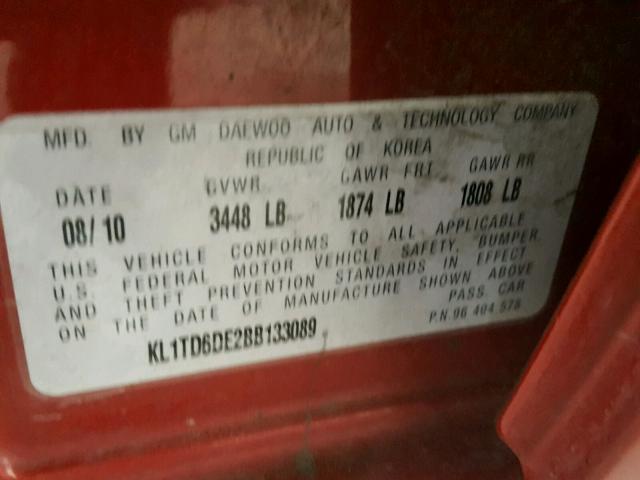 MFD. BY GM DAEWOO AUTO & TECHNOLOGY COMPANY
REPUBLIC OF KOREA
DATE GVWR GAWR FRT GAWR RR
08/10 3448 LB 1874 LB 1808 LB
THIS VEHICLE CONFORMS TO ALL APPLICABLE
U.S. FEDERAL MOTOR VEHICLE SAFETY, BUMPER
AND THEFT PREVENTION STANDARDS IN EFFECT
ON THE DATE OF MANUFACTURE SHOWN ABOVE
PASS. CAR
KL1TD6DE2BB133089
P.N.96 404 578